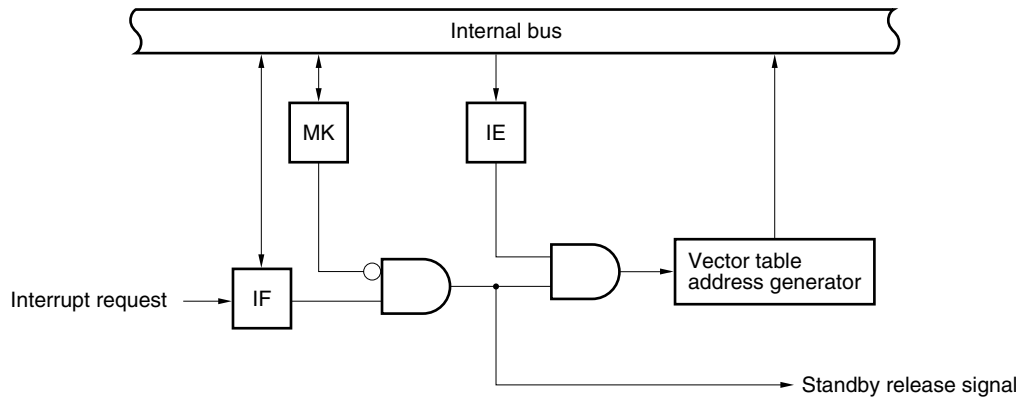 Internal bus
MK
IE
Interrupt request
IF
Vector table
address generator
Standby release signal